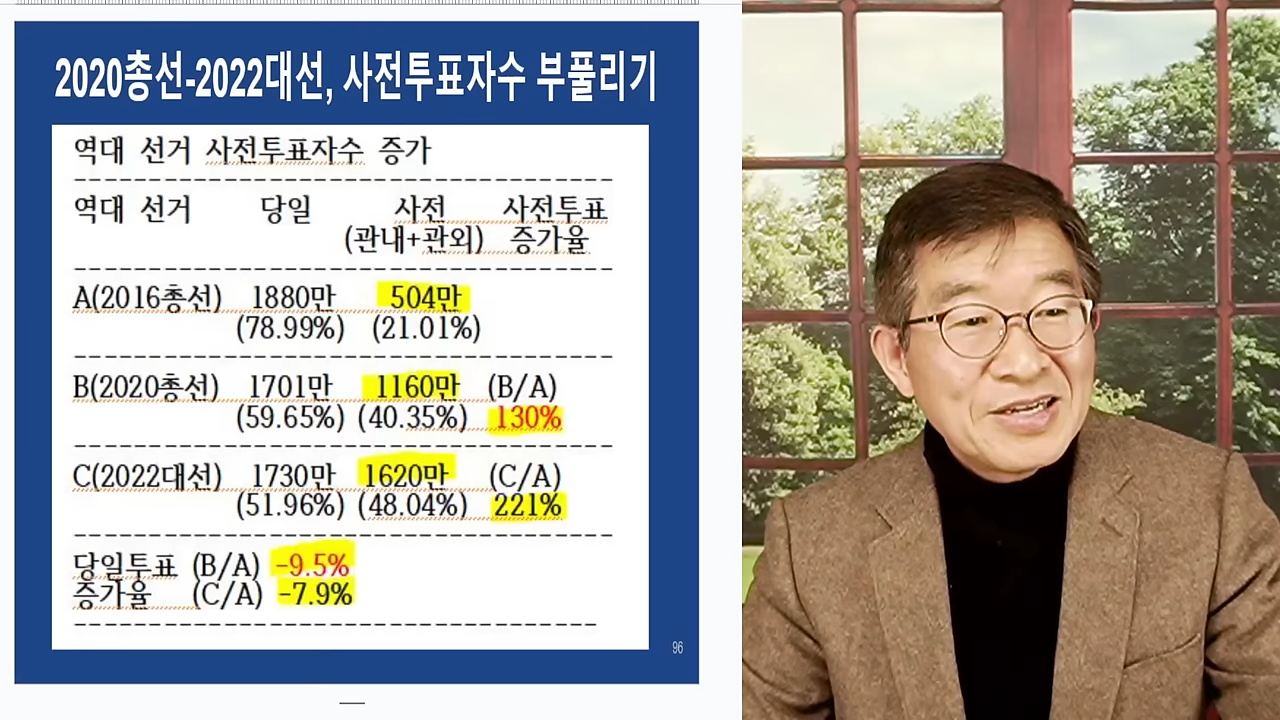 2020총선-2022대선, 사전투표자수 부풀리기
역대 선거 사전투표자수 증가
역대 선거 당일 사전 사전투표
(관내+관외) 증가율
A(2016총선) 1880만 504만
(78.99%) (21.01%)
B(2020총선) 1701만 1160만 (B/A)
(59.65%) (40.35%) 130%
C(2022대선) 1730만 1620만 (C/A)
(51.96%) (48.04%) 221%
당일투표 (B/A) -9.5%
증가율 (C/A) -7.9%
96